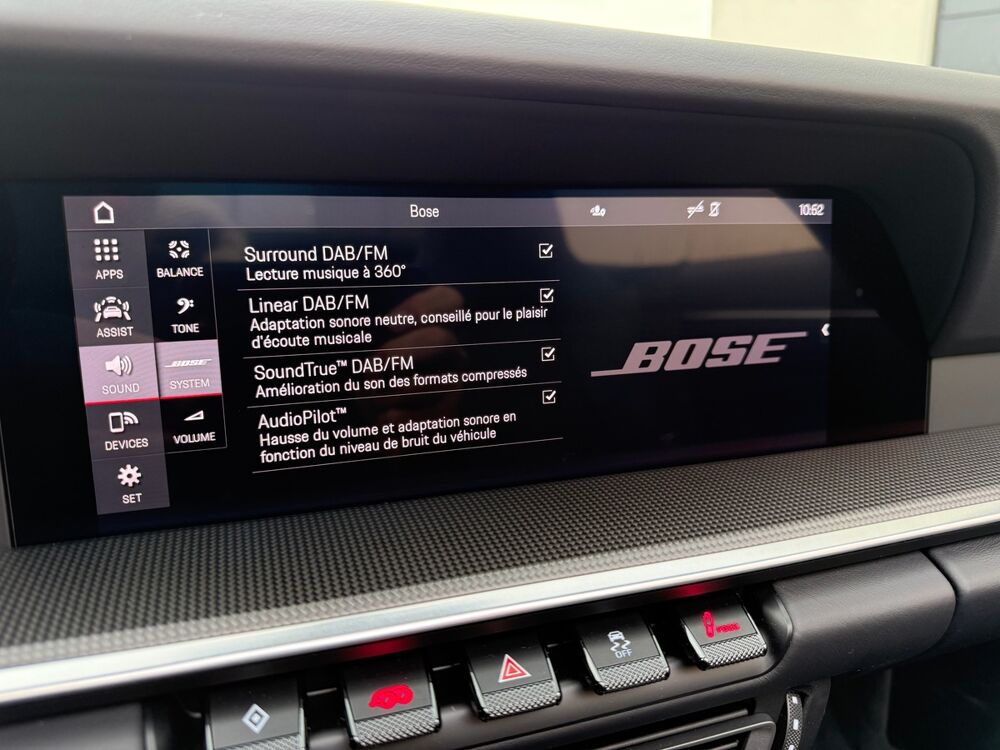 Bose
10:52
APPS
BALANCE
ASSIST
TONE
SOUND
BOSE
SYSTEM
DEVICES
VOLUME
SET
Surround DAB/FM
Lecture musique à 360°
Linear DAB/FM
Adaptation sonore neutre, conseillé pour le plaisir
d'écoute musicale
SoundTrue™ DAB/FM
Amélioration du son des formats compressés
AudioPilot™
Hausse du volume et adaptation sonore en
fonction du niveau de bruit du véhicule
BOSE
OFF